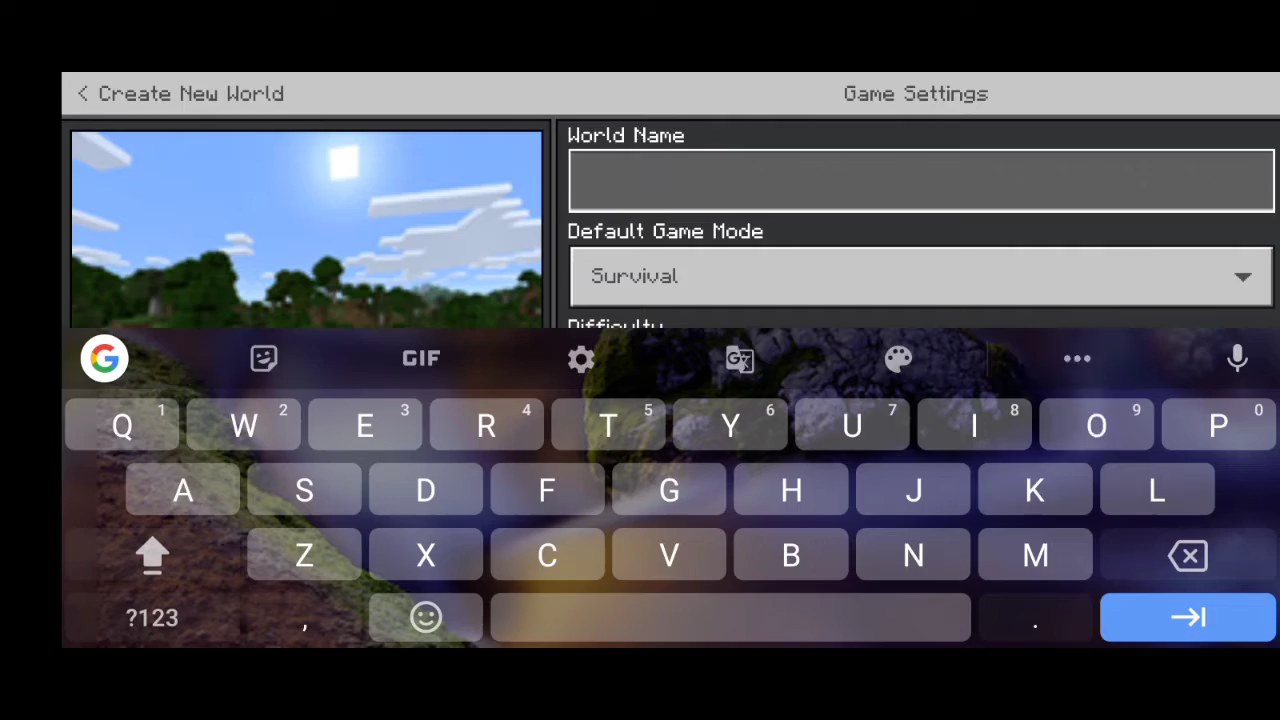 < Create New World
Game Settings
World Name
Default Game Mode
Survival
Difficulty
G GIF G
Q 1 W 2 E 3 R 4 T 5 Y 6 U 7 I 8 O 9 P 0
A S D F G H J K L
Z X C V B N M
?123 , .